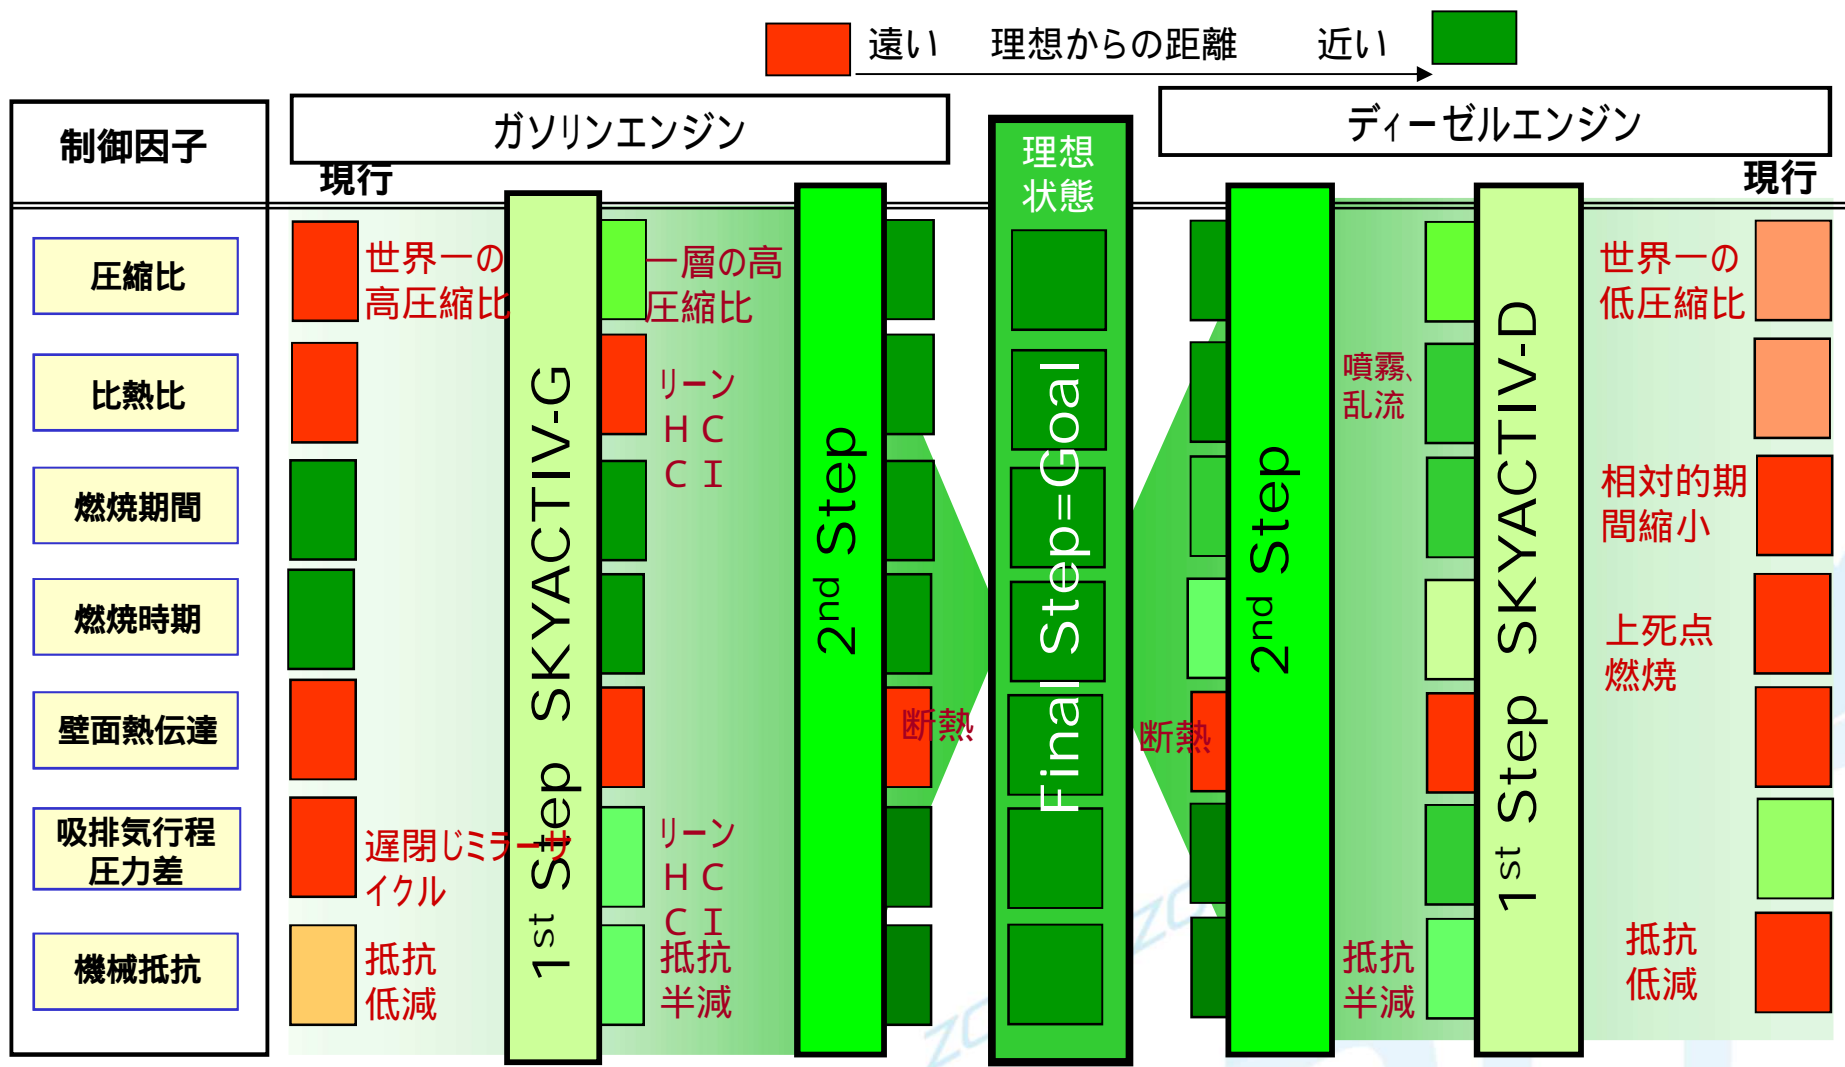 遠い 理想からの距離 近い
制御因子
ガソリンエンジン
ディーゼルエンジン
現行
理想
状態
現行
圧縮比
比熱比
燃焼期間
燃焼時期
壁面熱伝達
吸排気行程
圧力差
機械抵抗
世界一の
高圧縮比
遅閉じミラーサ
イクル
抵抗
低減
1st Step SKYACTIV-G
一層の高
圧縮比
リーン
ＨＣ
ＣＩ
リーン
ＨＣ
ＣＩ
抵抗
半減
2nd Step
断熱
Final Step=Goal
断熱
2nd Step
噴霧、
乱流
抵抗
半減
1st Step SKYACTIV-D
世界一の
低圧縮比
相対的期
間縮小
上死点
燃焼
抵抗
低減